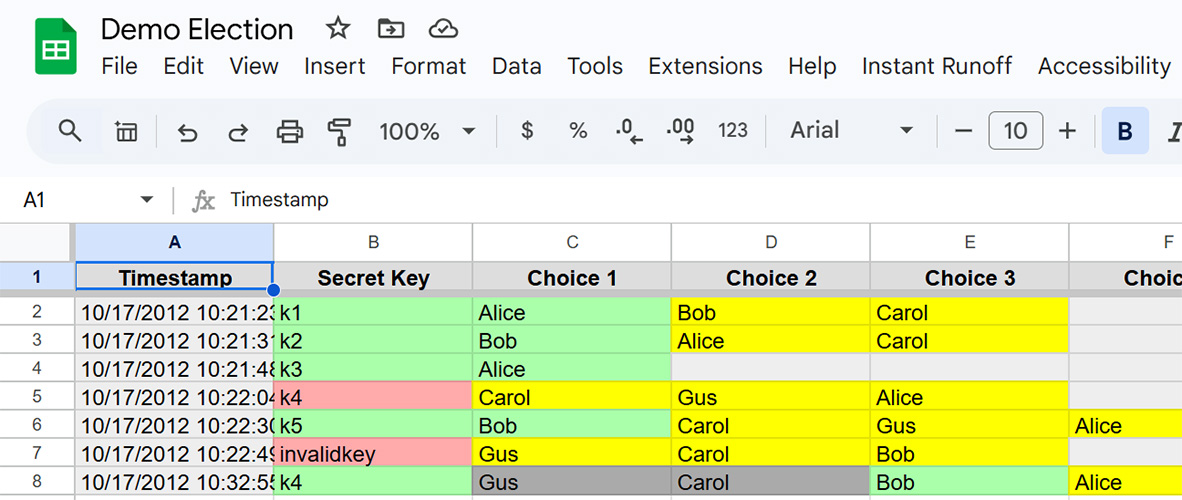 Demo Election
File Edit View Insert Format Data Tools Extensions Help Instant Runoff Accessibility
100% $ % .0 .00 123 Arial 10 B I
A1 fx Timestamp
A B C D E F
1 Timestamp Secret Key Choice 1 Choice 2 Choice 3 Choic
2 10/17/2012 10:21:23 k1 Alice Bob Carol
3 10/17/2012 10:21:31 k2 Bob Alice Carol
4 10/17/2012 10:21:48 k3 Alice
5 10/17/2012 10:22:04 k4 Carol Gus Alice
6 10/17/2012 10:22:30 k5 Bob Carol Gus Alice
7 10/17/2012 10:22:49 invalidkey Gus Carol Bob
8 10/17/2012 10:32:55 k4 Gus Carol Bob Alice